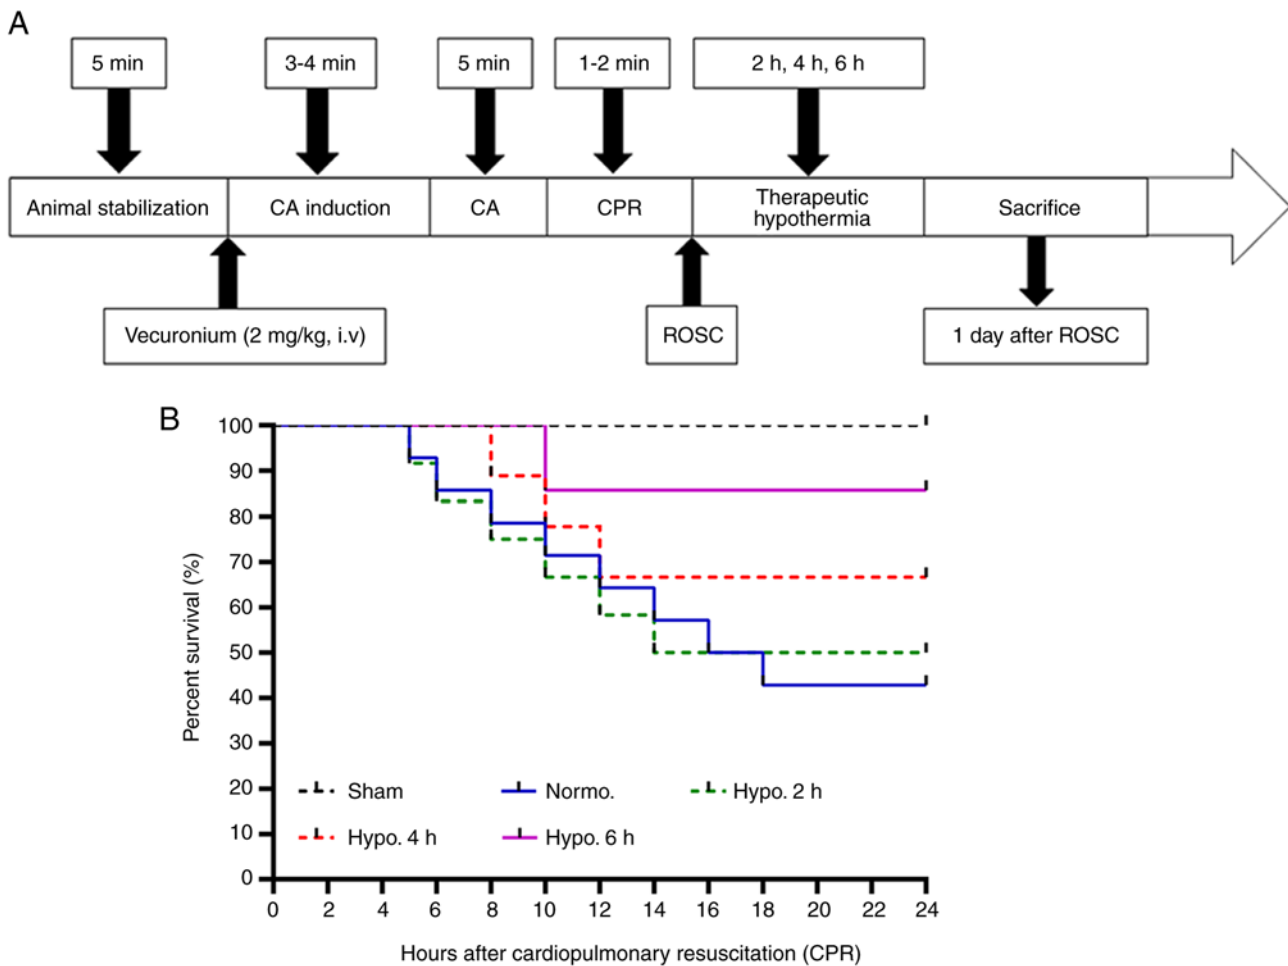 A
5 min
3-4 min
5 min
1-2 min
2 h, 4 h, 6 h
Animal stabilization
CA induction
CA
CPR
Therapeutic
hypothermia
Sacrifice
Vecuronium (2 mg/kg, i.v)
ROSC
1 day after ROSC
B
Percent survival (%)
100
90
80
70
60
50
40
30
20
10
0
Sham
Normo.
Hypo. 2 h
Hypo. 4 h
Hypo. 6 h
0 2 4 6 8 10 12 14 16 18 20 22 24
Hours after cardiopulmonary resuscitation (CPR)